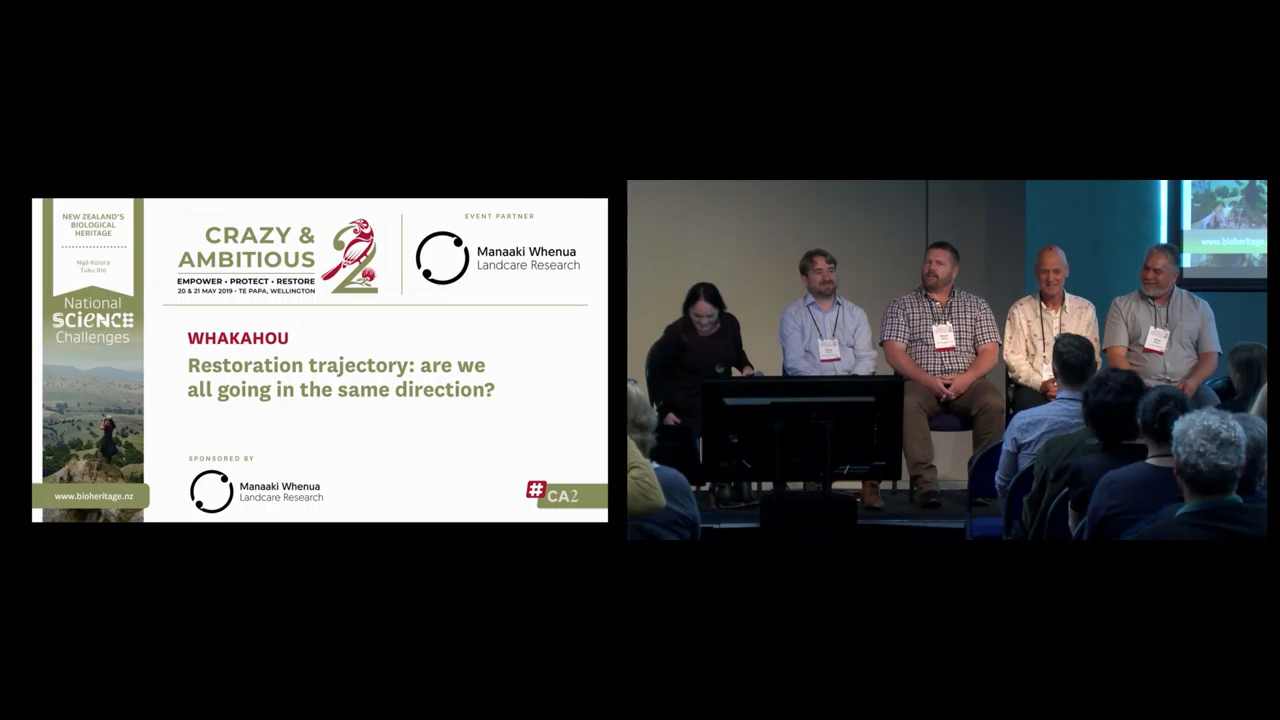 NEW ZEALAND'S
BIOLOGICAL
HERITAGE
Ngā Koiora
Tuku Iho
National
SCIENCE
Challenges
www.bioheritage.nz
CRAZY &
AMBITIOUS
2
EMPOWER • PROTECT • RESTORE
20 & 21 MAY 2019 • TE PAPA, WELLINGTON
EVENT PARTNER
Manaaki Whenua
Landcare Research
WHAKAHOU
Restoration trajectory: are we
all going in the same direction?
SPONSORED BY
Manaaki Whenua
Landcare Research
#CA2
www.bioheritage.